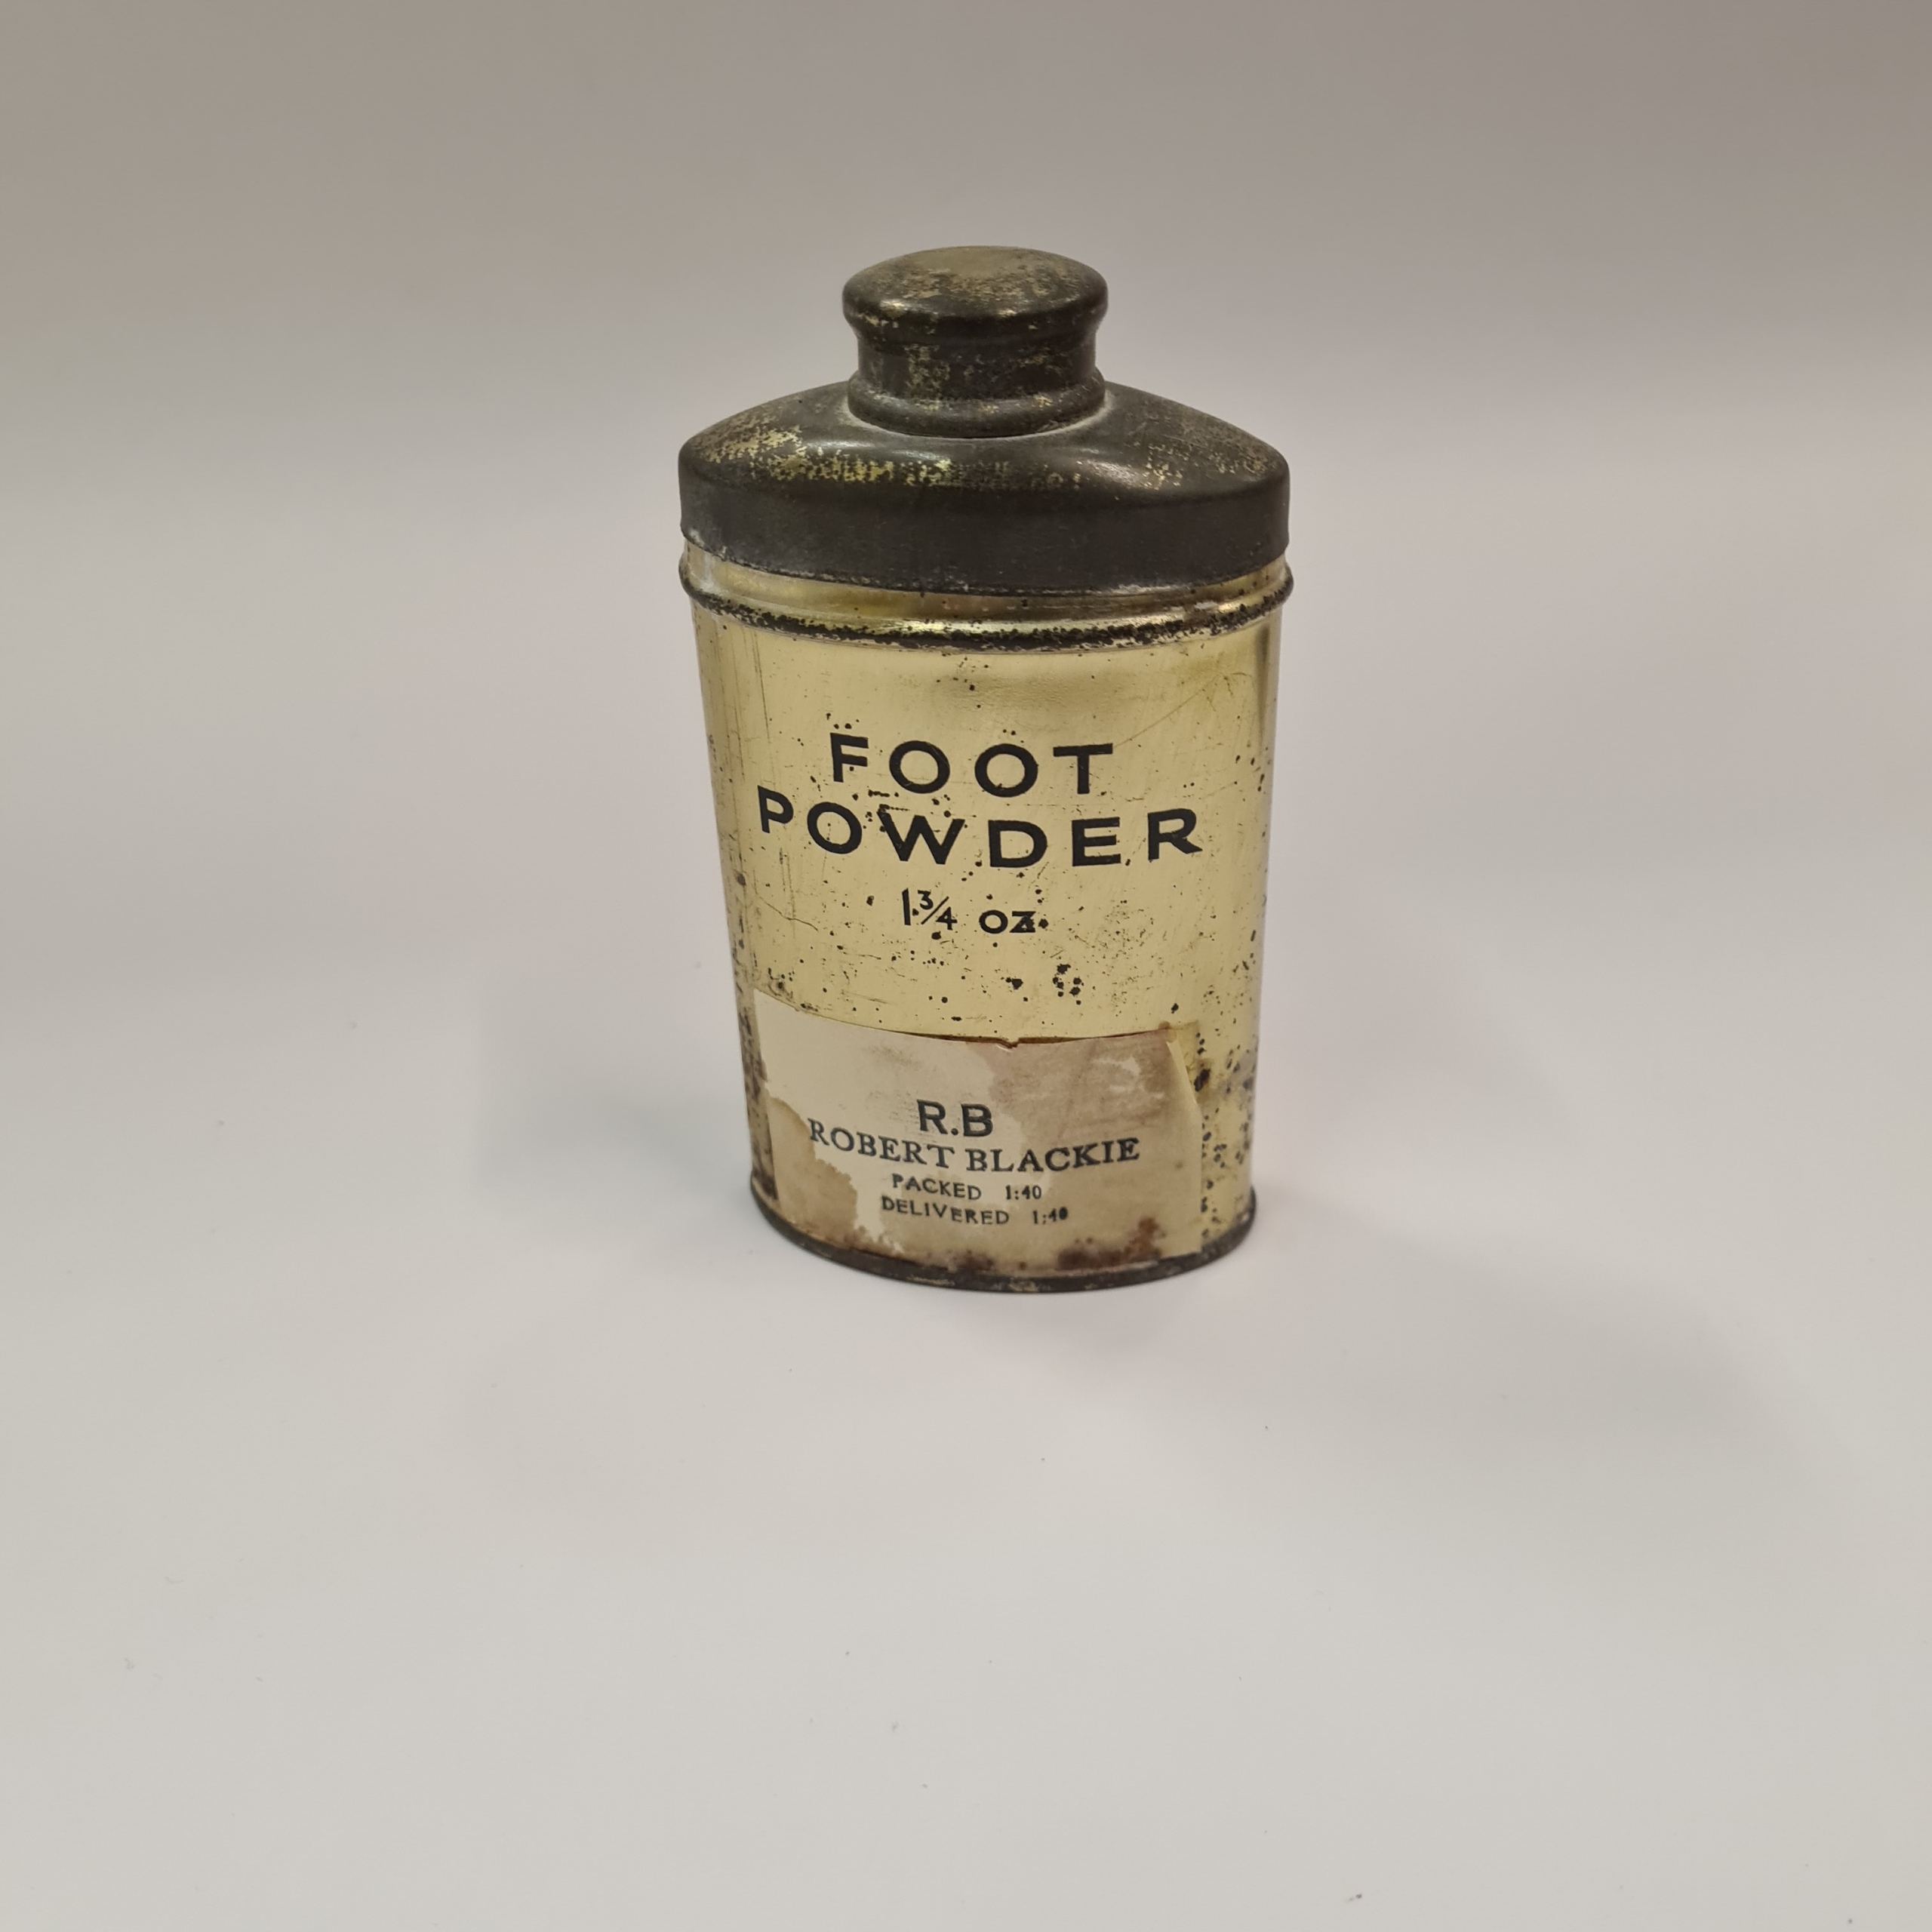 FOOT
POWDER
1¾ OZ.
R.B
ROBERT BLACKIE
PACKED 1:40
DELIVERED 1:40